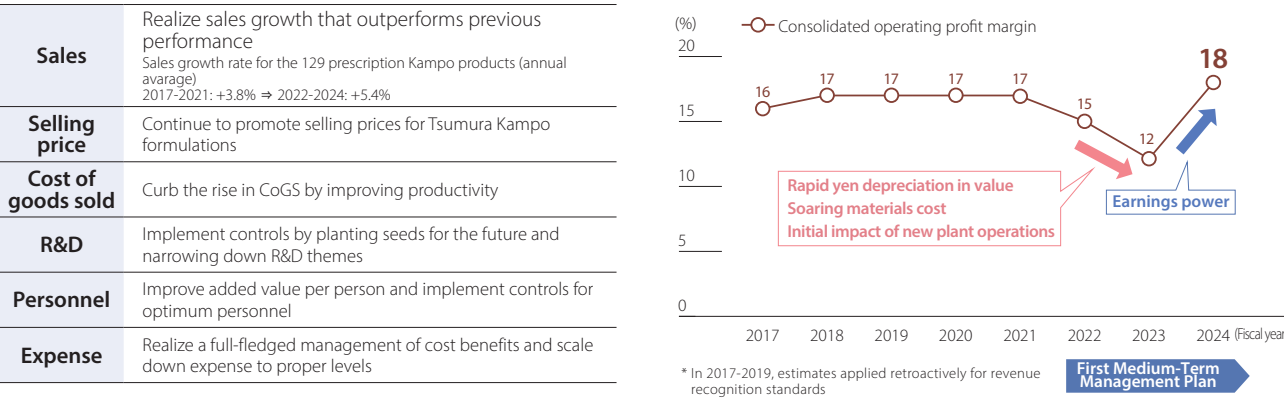 Sales
Realize sales growth that outperforms previous
performance
Sales growth rate for the 129 prescription Kampo products (annual
avarage)
2017-2021: +3.8% ⇒ 2022-2024: +5.4%
Selling
price
Continue to promote selling prices for Tsumura Kampo
formulations
Cost of
goods sold
Curb the rise in CoGS by improving productivity
R&D
Implement controls by planting seeds for the future and
narrowing down R&D themes
Personnel
Improve added value per person and implement controls for
optimum personnel
Expense
Realize a full-fledged management of cost benefits and scale
down expense to proper levels
(%)
Consolidated operating profit margin
20
15
10
5
0
16
17
17
17
17
15
12
18
Rapid yen depreciation in value
Soaring materials cost
Initial impact of new plant operations
Earnings power
2017 2018 2019 2020 2021 2022 2023 2024 (Fiscal year
* In 2017-2019, estimates applied retroactively for revenue
recognition standards
First Medium-Term
Management Plan